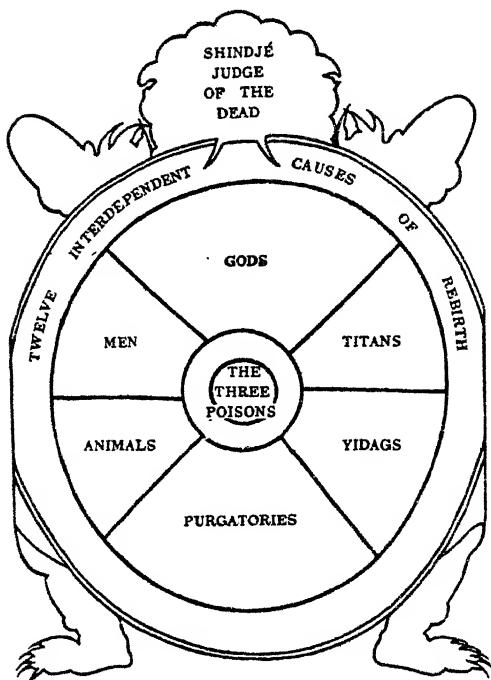 SHINDJÉ
JUDGE
OF THE
DEAD
TWELVE INTERDEPENDENT CAUSES OF REBIRTH
GODS
MEN
TITANS
THE
THREE
POISONS
ANIMALS
YIDAGS
PURGATORIES